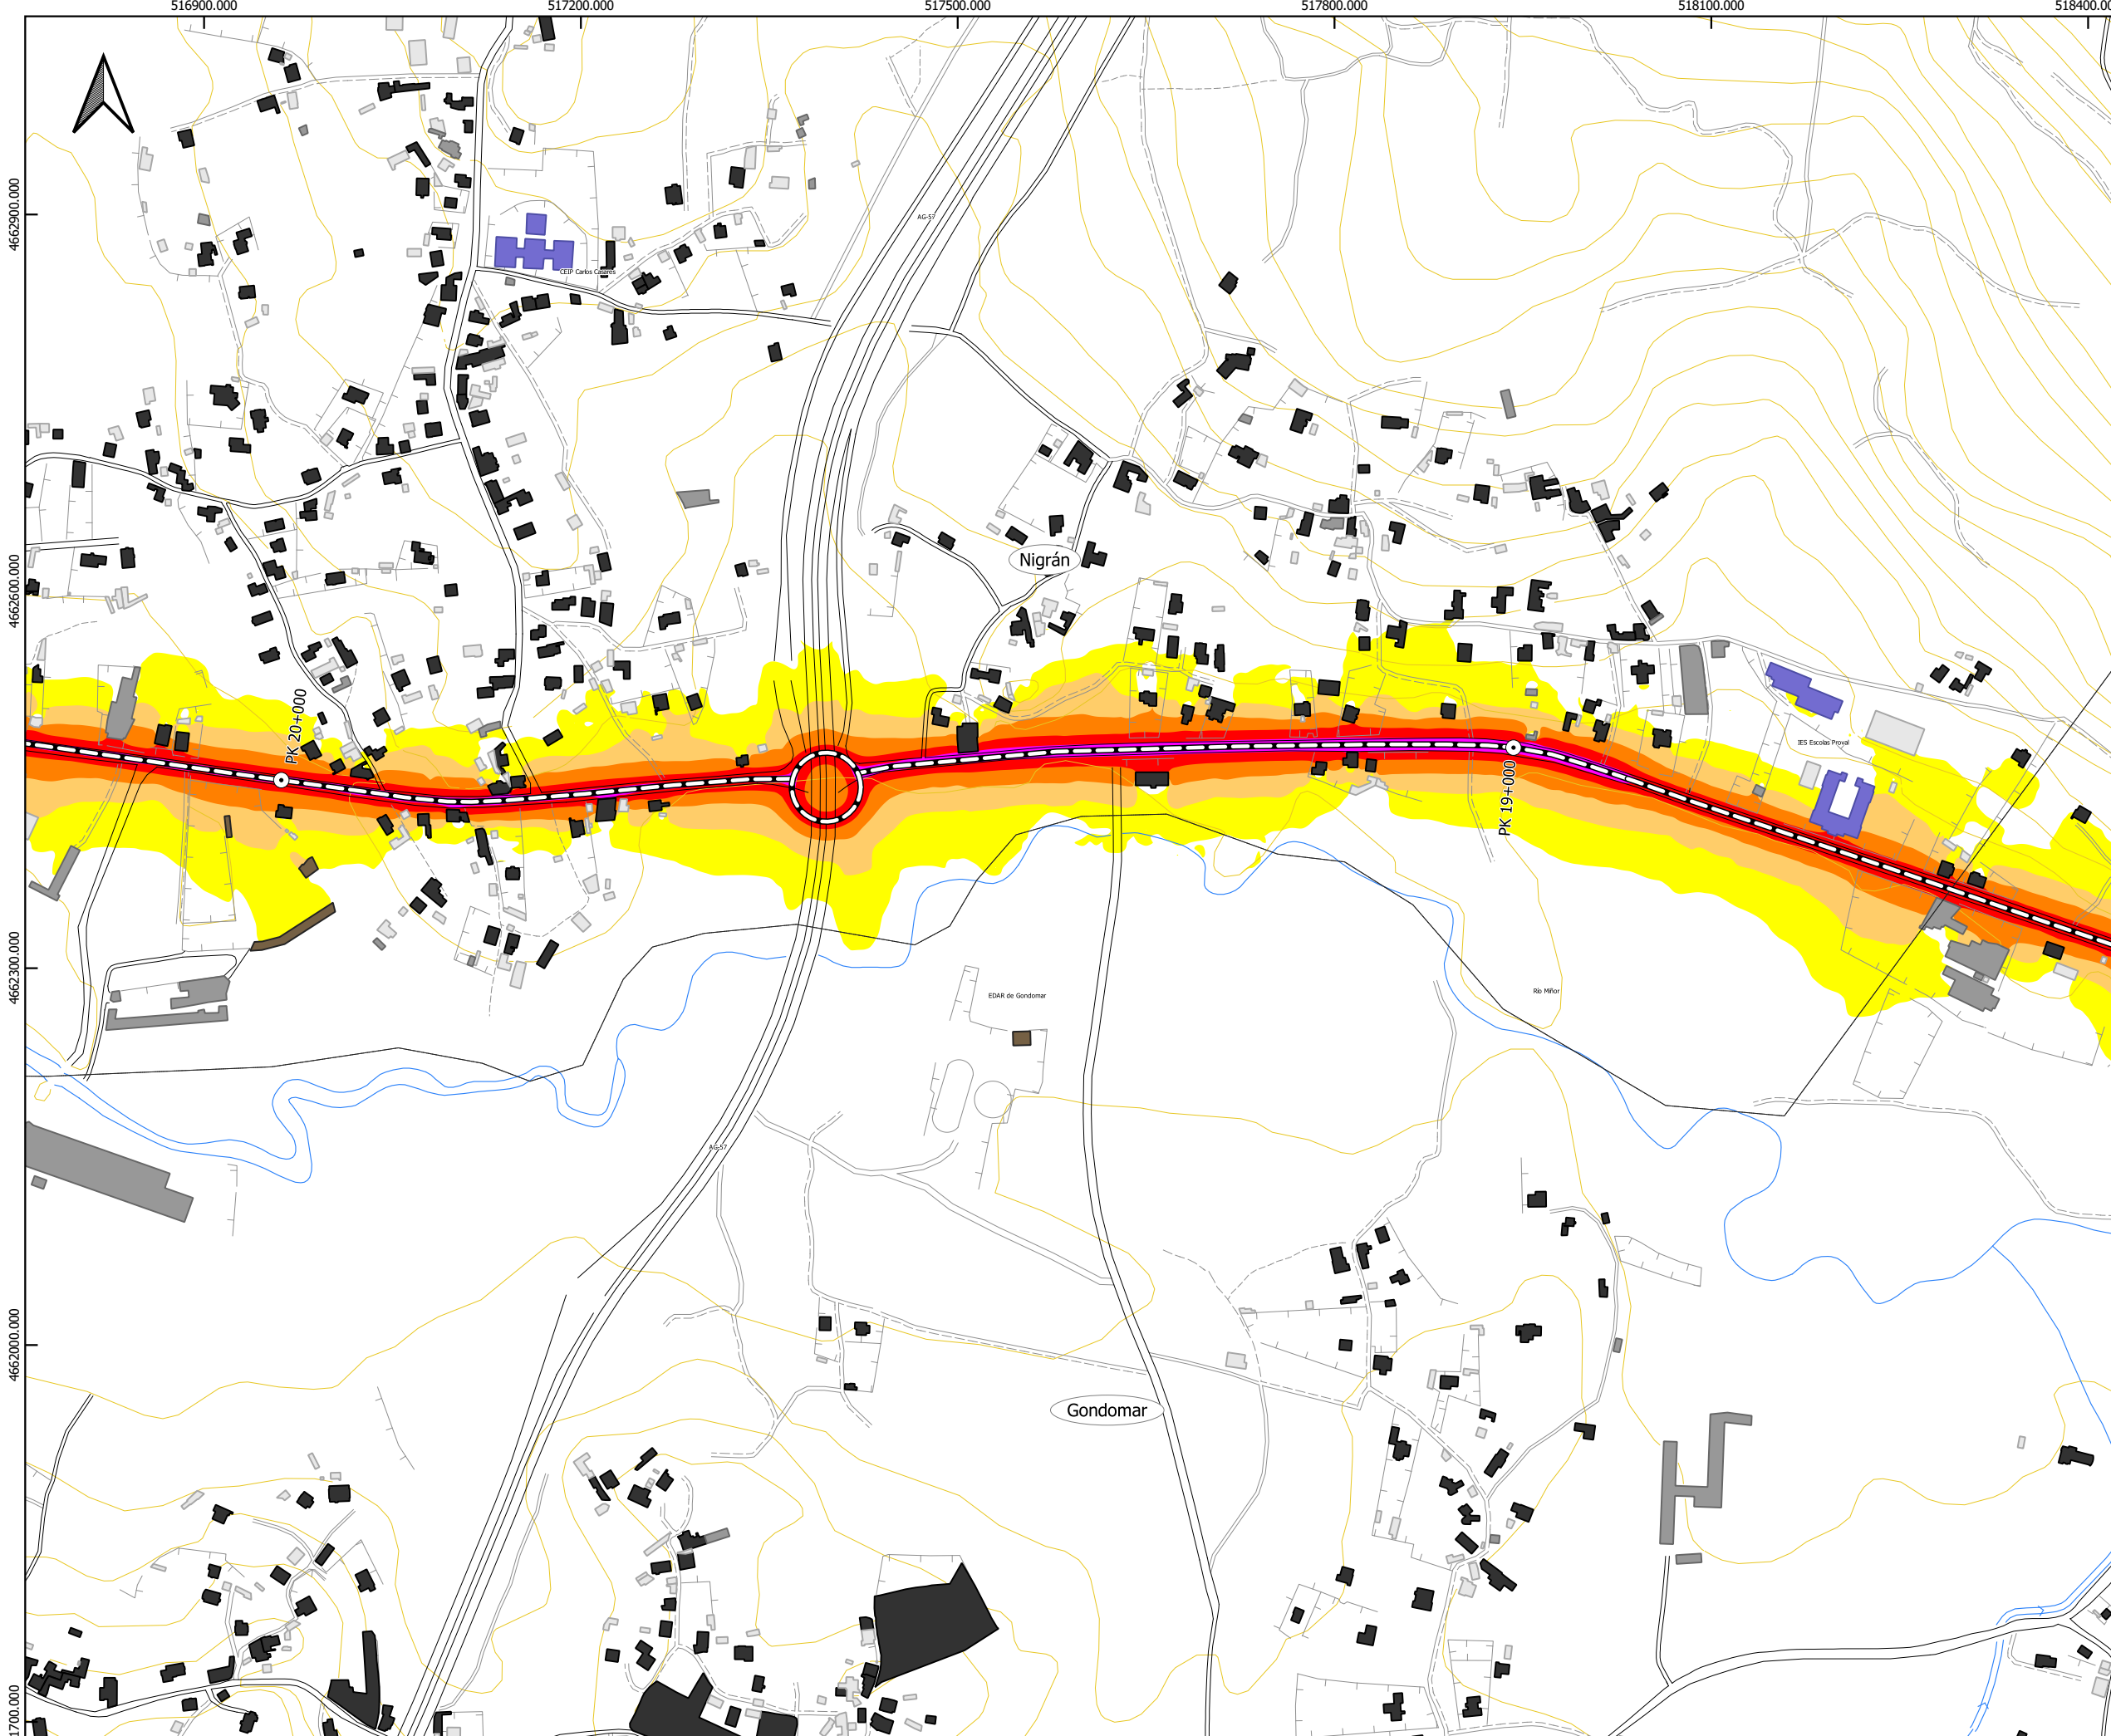 516900.000
517200.000
517500.000
517800.000
518100.000
518400.00
4662900.000
AG-57
CEIP Carlos Casares
4662600.000
Nigrán
PK 20+000
IES Escolas Proval
PK 19+000
4662300.000
EDAR de Gondomar
Río Miñor
AG-57
4662000.000
Gondomar
1700.000